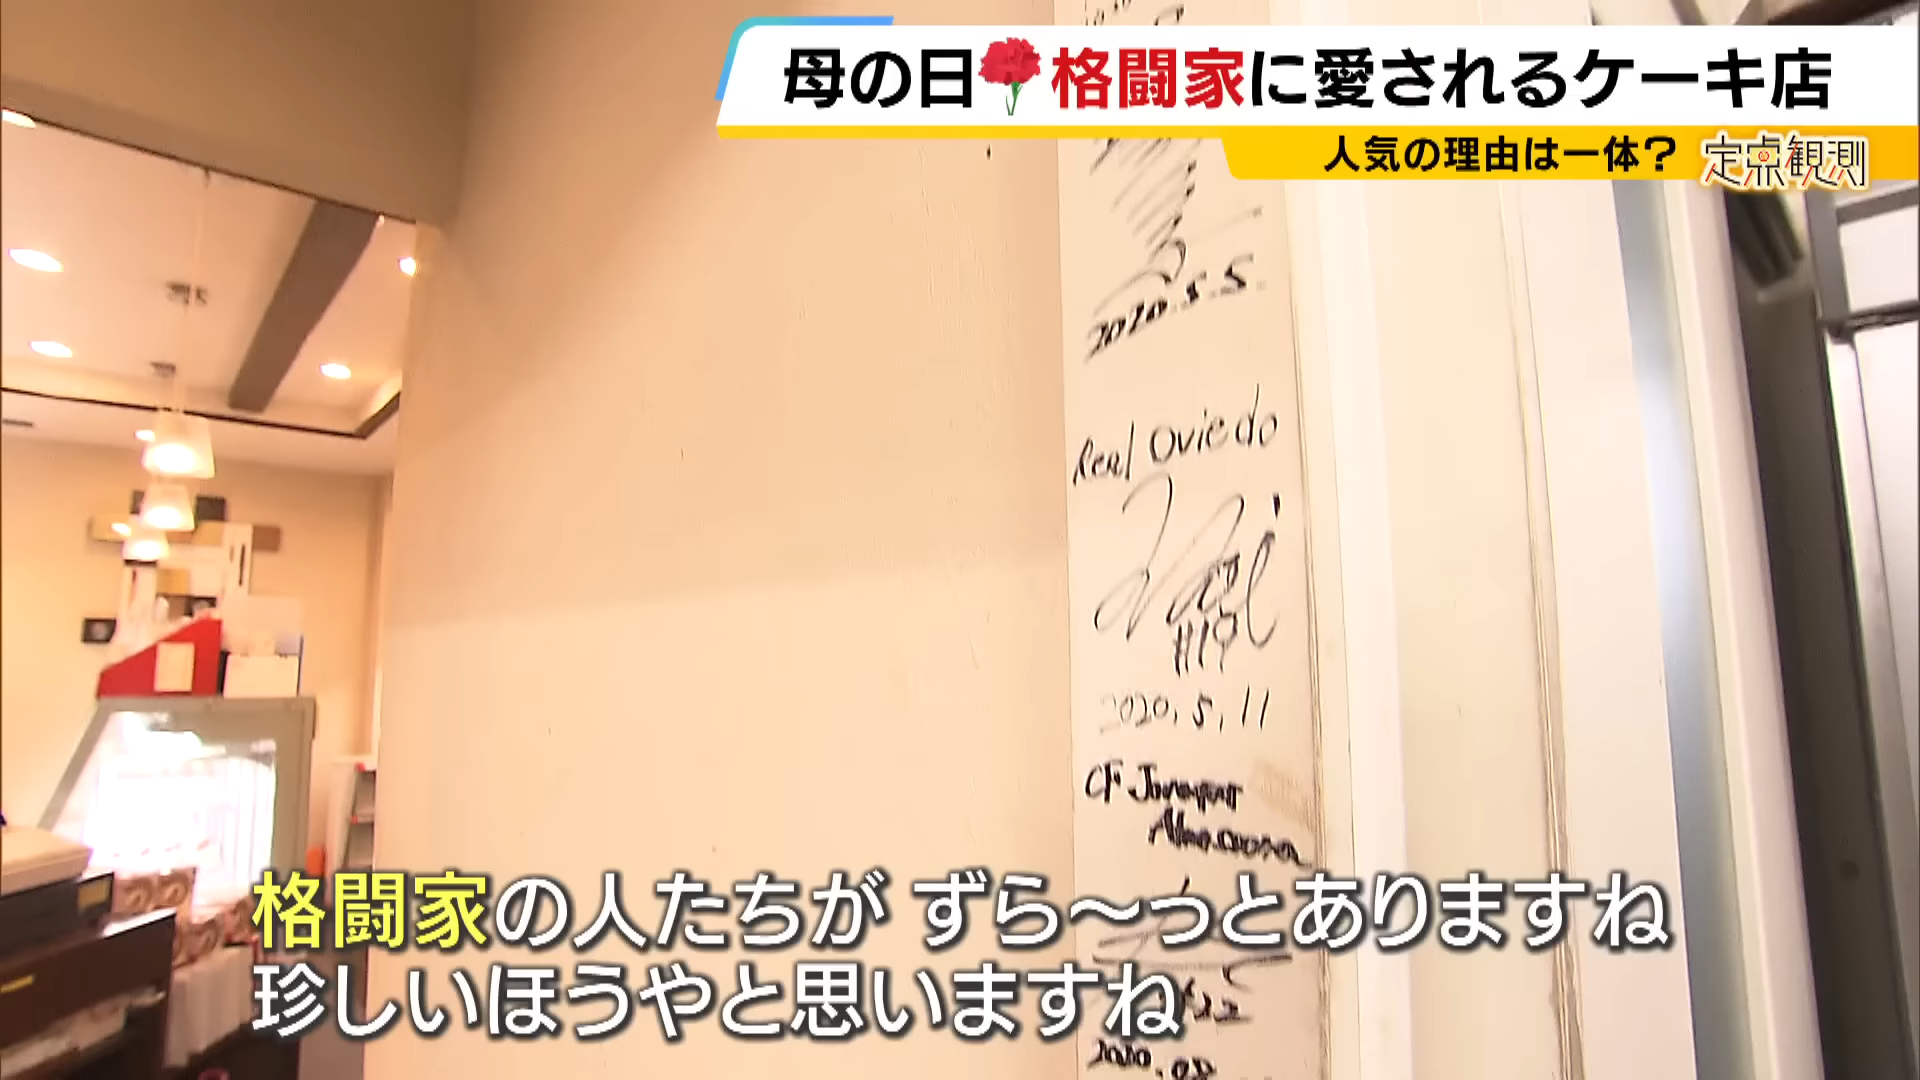 母の日格闘家に愛されるケーキ店
人気の理由は一体？
定点観測
2020.5.5.
Real Oviedo
#19
2020.5.11
CF
格闘家の人たちが ずら～っとありますね
珍しいほうやと思いますね